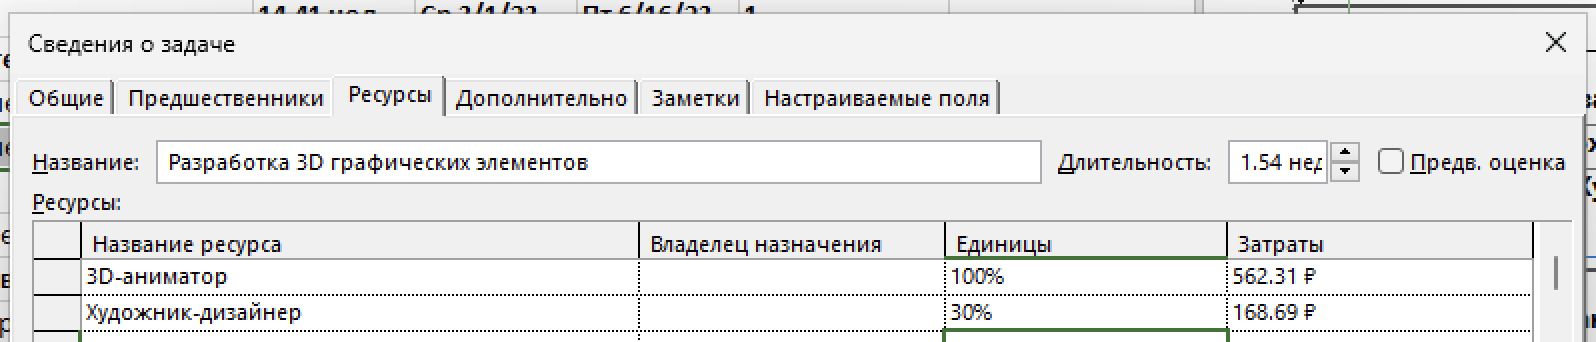 Сведения о задаче
Общие Предшественники Ресурсы Дополнительно Заметки Настраиваемые поля
Название: Разработка 3D графических элементов Длительность: 1.54 нед Предв. оценка
Ресурсы:
Название ресурса Владелец назначения Единицы Затраты
3D-аниматор 100% 562.31 ₽
Художник-дизайнер 30% 168.69 ₽